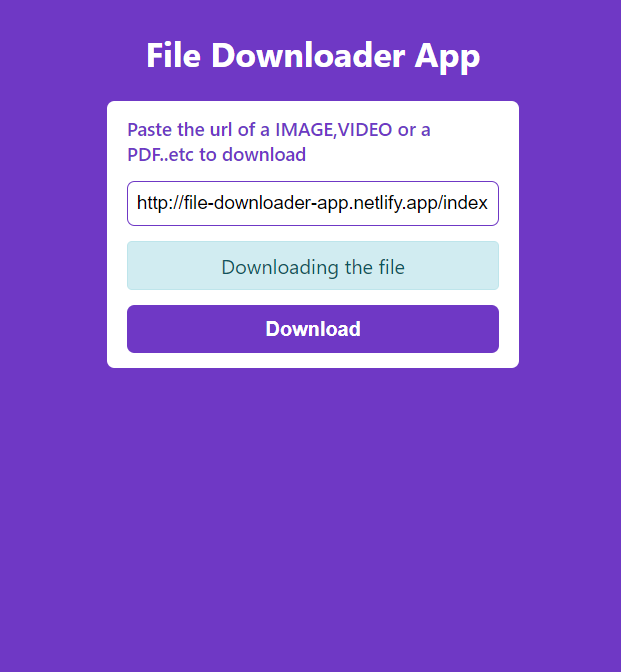 File Downloader App
Paste the url of a IMAGE,VIDEO or a
PDF..etc to download
http://file-downloader-app.netlify.app/index
Downloading the file
Download